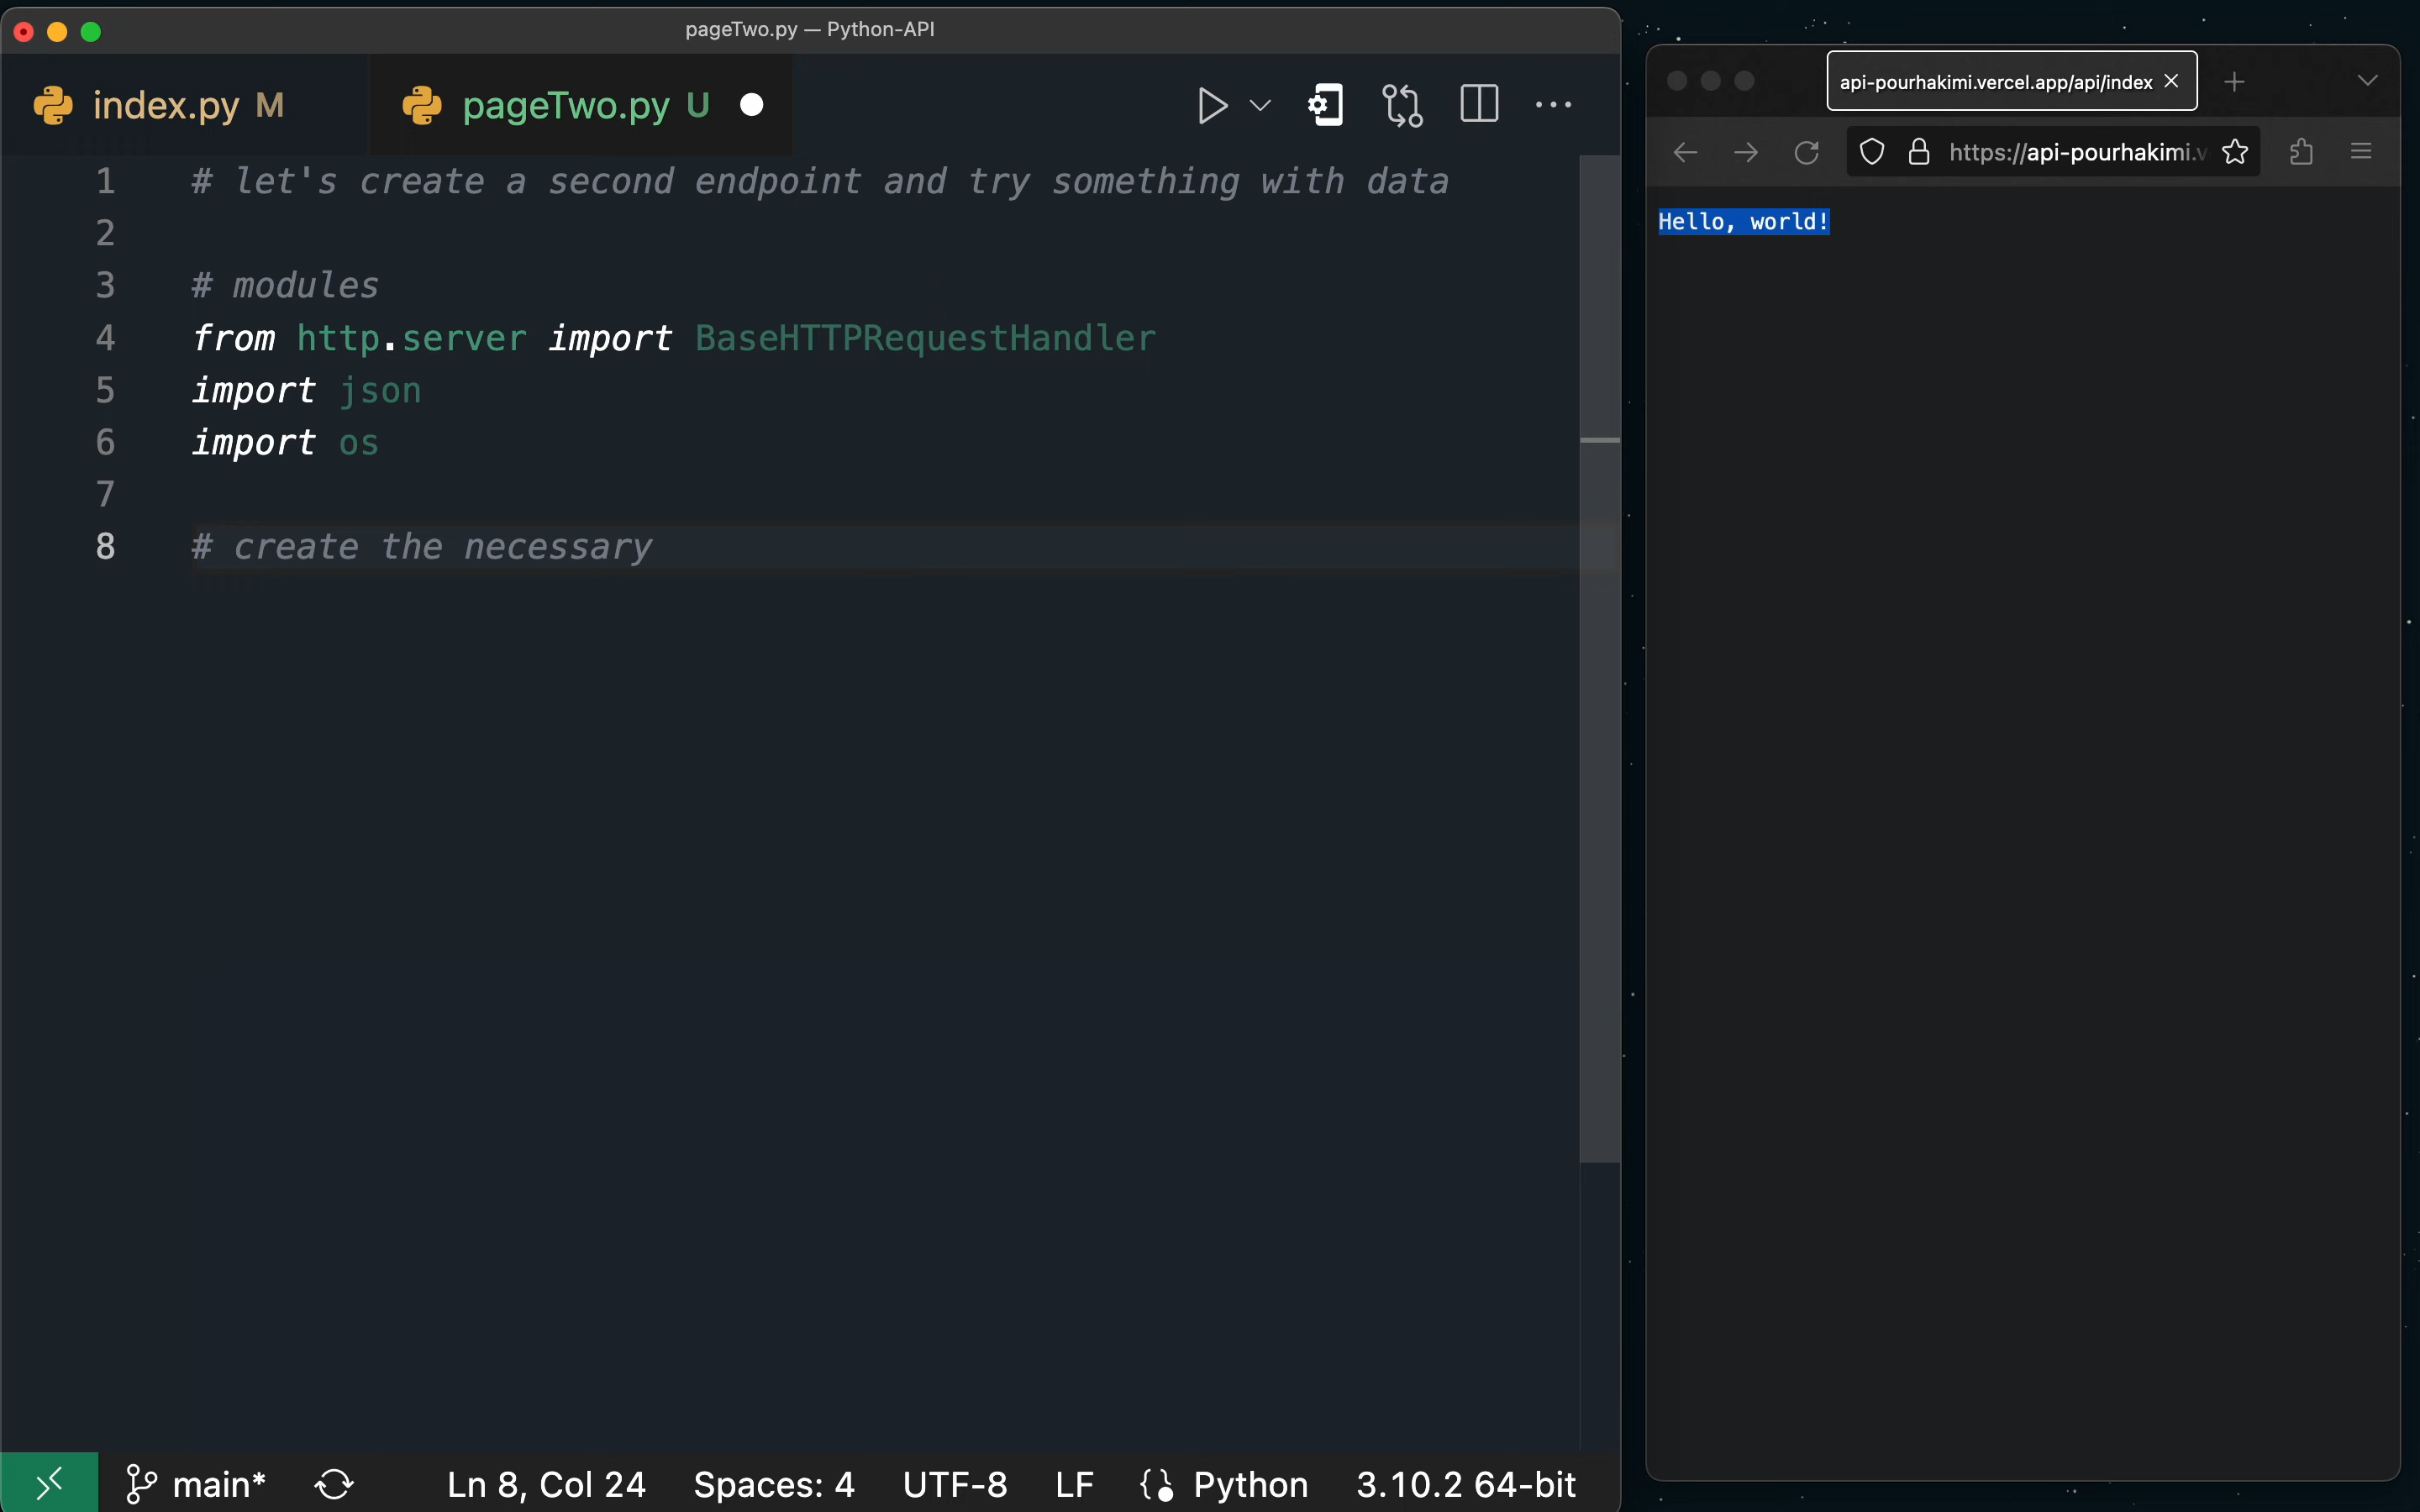 pageTwo.py — Python-API
index.py M
pageTwo.py U
1 # let's create a second endpoint and try something with data
2
3 # modules
4 from http.server import BaseHTTPRequestHandler
5 import json
6 import os
7
8 # create the necessary
main*
Ln 8, Col 24
Spaces: 4
UTF-8
LF
Python
3.10.2 64-bit
api-pourhakimi.vercel.app/api/index
https://api-pourhakimi.v
Hello, world!